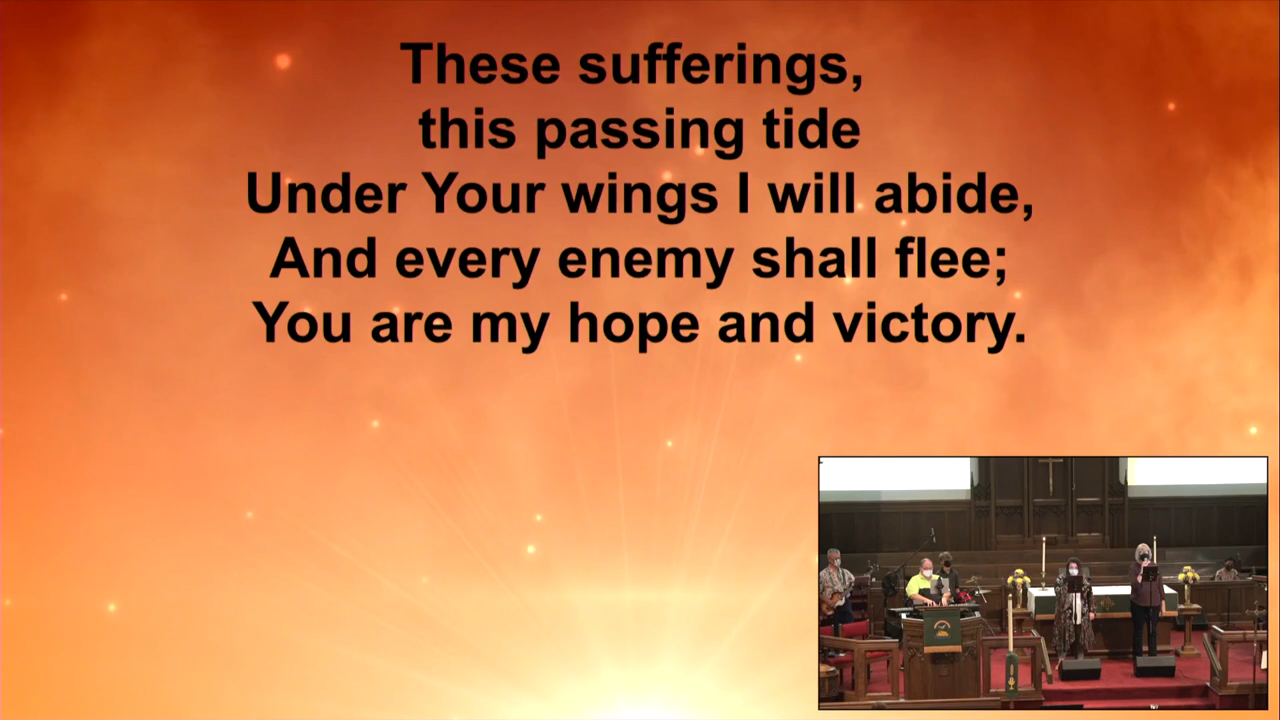 These sufferings,
this passing tide
Under Your wings I will abide,
And every enemy shall flee;
You are my hope and victory.